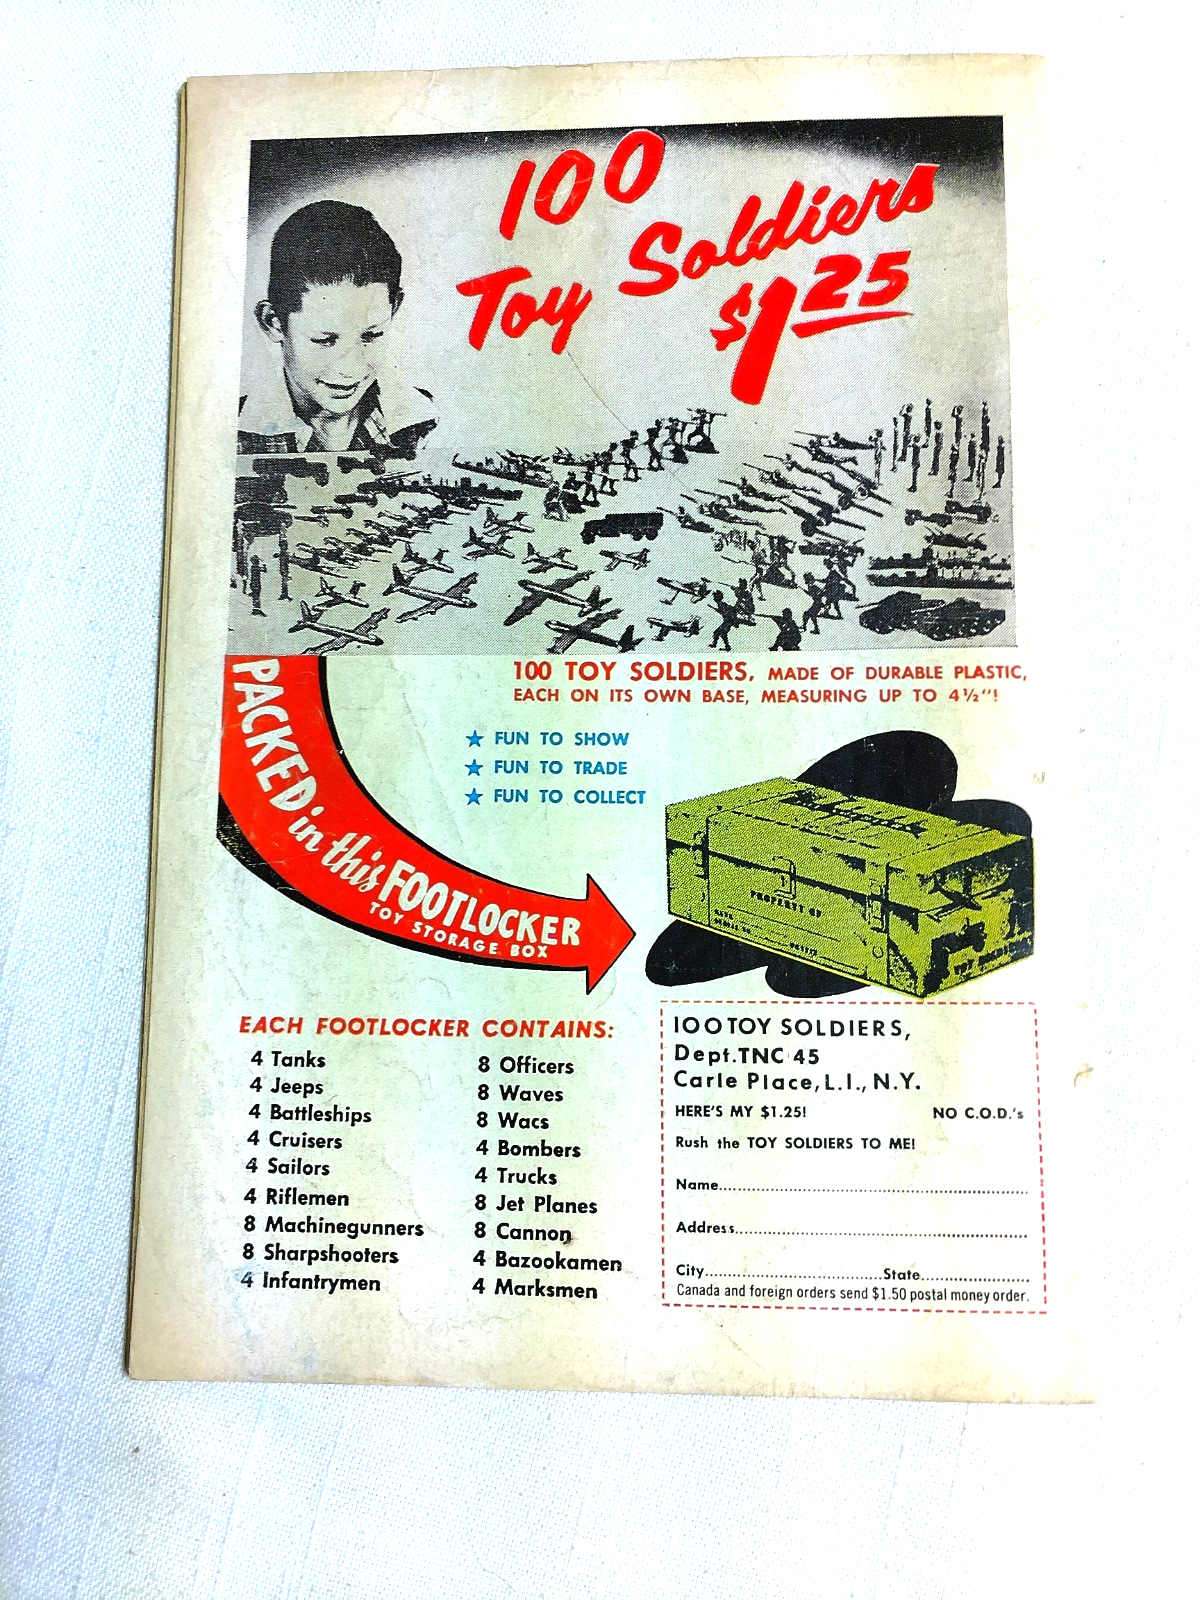 100
Toy Soldiers
$1.25
100 TOY SOLDIERS, MADE OF DURABLE PLASTIC,
EACH ON ITS OWN BASE, MEASURING UP TO 4½"!
★ FUN TO SHOW
★ FUN TO TRADE
★ FUN TO COLLECT
PACKED in this FOOTLOCKER
TOY STORAGE BOX
PROPERTY OF
EACH FOOTLOCKER CONTAINS:
4 Tanks
4 Jeeps
4 Battleships
4 Cruisers
4 Sailors
4 Riflemen
8 Machinegunners
8 Sharpshooters
4 Infantrymen
8 Officers
8 Waves
8 Wacs
4 Bombers
4 Trucks
8 Jet Planes
8 Cannon
4 Bazookamen
4 Marksmen
100 TOY SOLDIERS,
Dept. TNC 45
Carle Place, L.I., N.Y.
HERE'S MY $1.25! NO C.O.D.'s
Rush the TOY SOLDIERS TO ME!
Name
Address
City State
Canada and foreign orders send $1.50 postal money order.